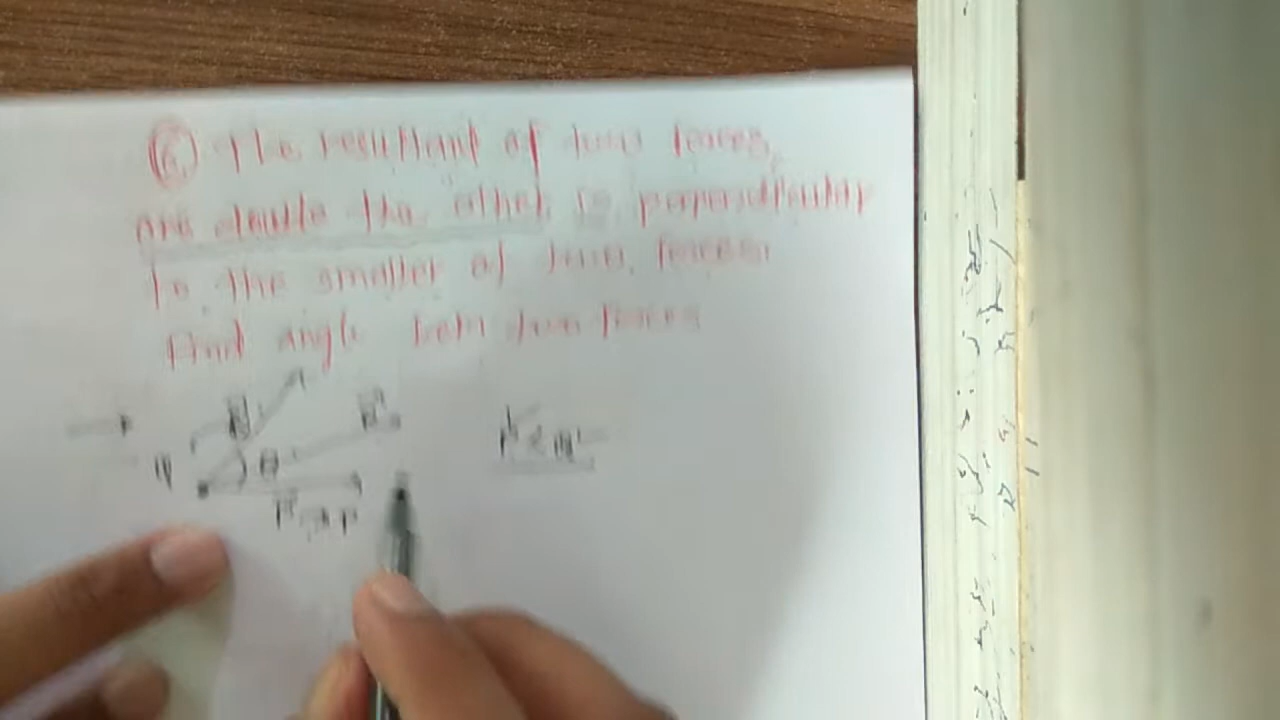 ⑥ The resultant of two forces,
one double the other is perpendicular
to the smaller of two forces.
Find angle betn two forces
R
θ
P
P < Q